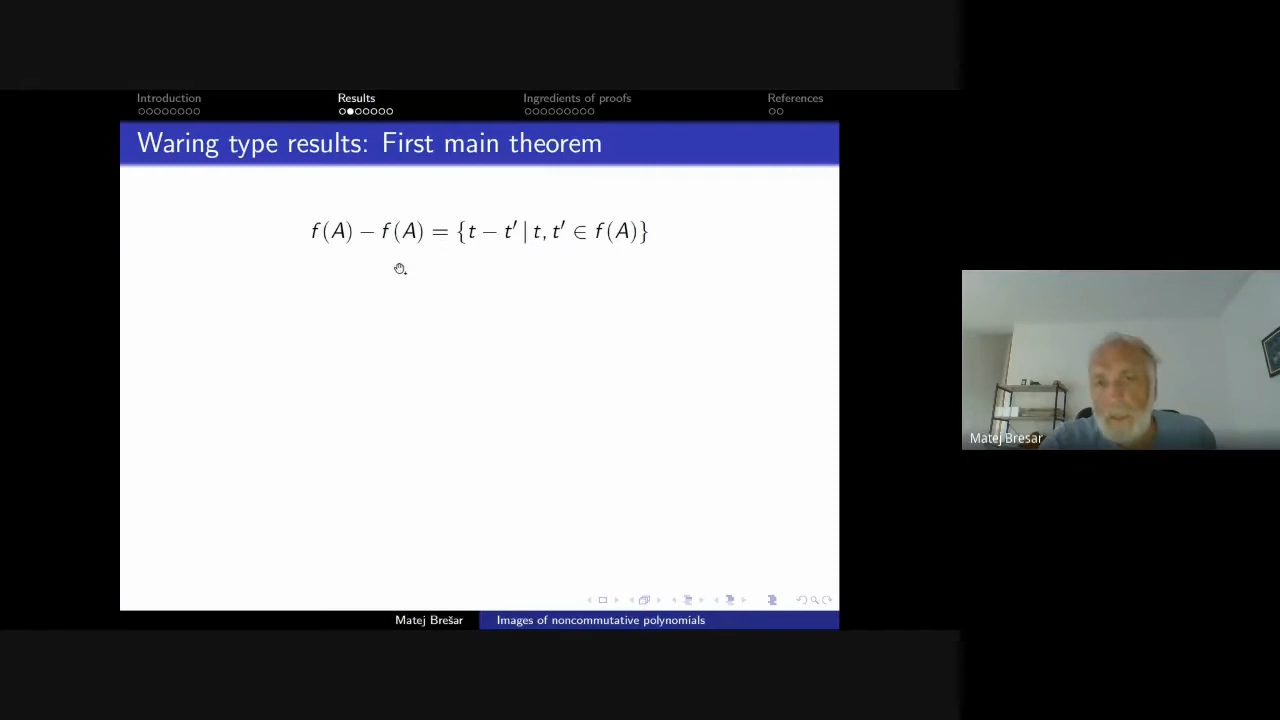 Introduction Results Ingredients of proofs References
Waring type results: First main theorem
f(A) − f(A) = {t − t′ | t, t′ ∈ f(A)}
Matej Bresar
Matej Brešar Images of noncommutative polynomials